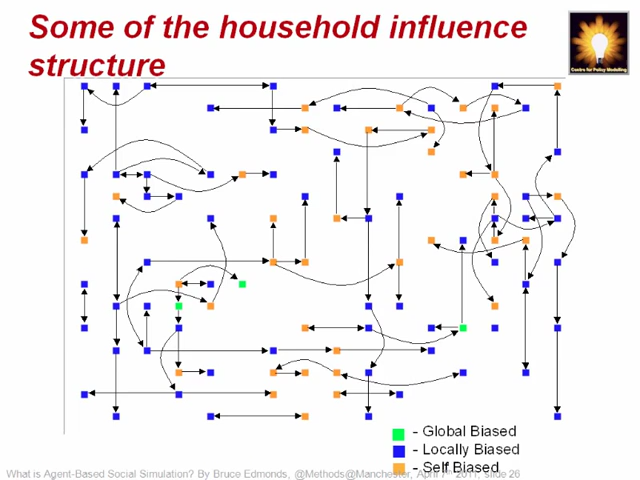 Some of the household influence
structure
Centre for Policy Modelling
- Global Biased
- Locally Biased
- Self Biased
What is Agent-Based Social Simulation? By Bruce Edmonds, @Methods@Manchester, April 7th 2011, slide 26